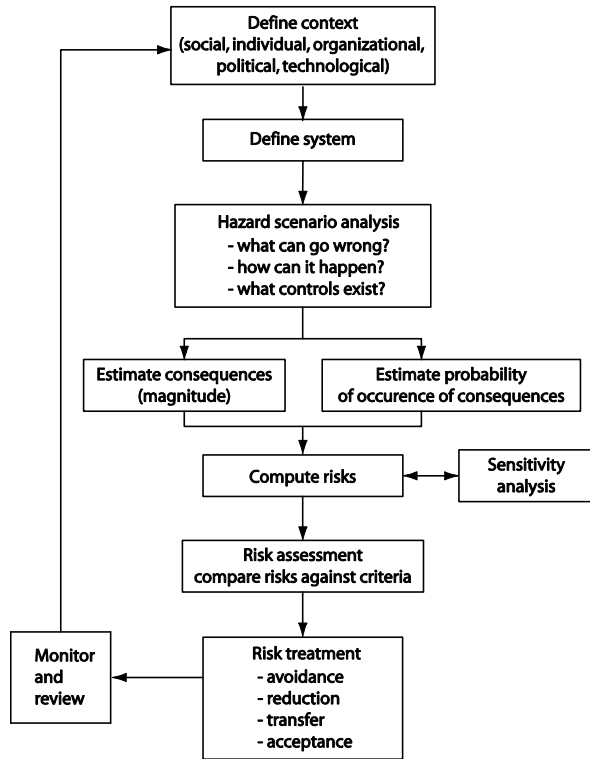 Define context
(social, individual, organizational,
political, technological)
Define system
Hazard scenario analysis
- what can go wrong?
- how can it happen?
- what controls exist?
Estimate consequences
(magnitude)
Estimate probability
of occurence of consequences
Compute risks
Sensitivity
analysis
Risk assessment
compare risks against criteria
Monitor
and
review
Risk treatment
- avoidance
- reduction
- transfer
- acceptance